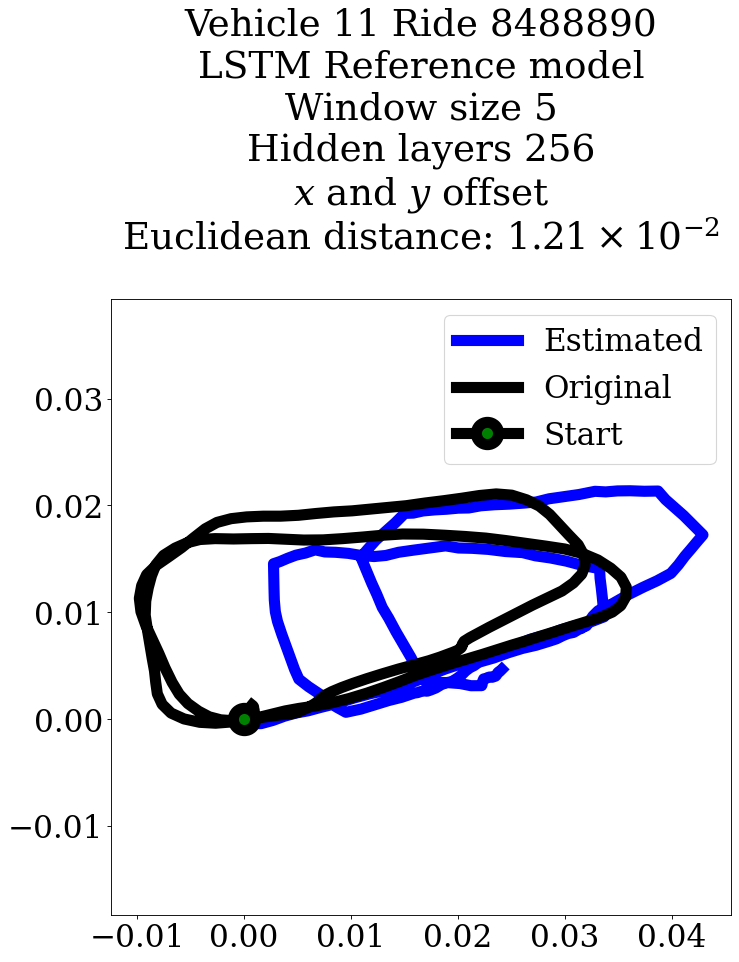 Vehicle 11 Ride 8488890
LSTM Reference model
Window size 5
Hidden layers 256
x and y offset
Euclidean distance: 1.21 × 10⁻²
Estimated
Original
Start
0.03
0.02
0.01
0.00
−0.01
−0.01 0.00 0.01 0.02 0.03 0.04